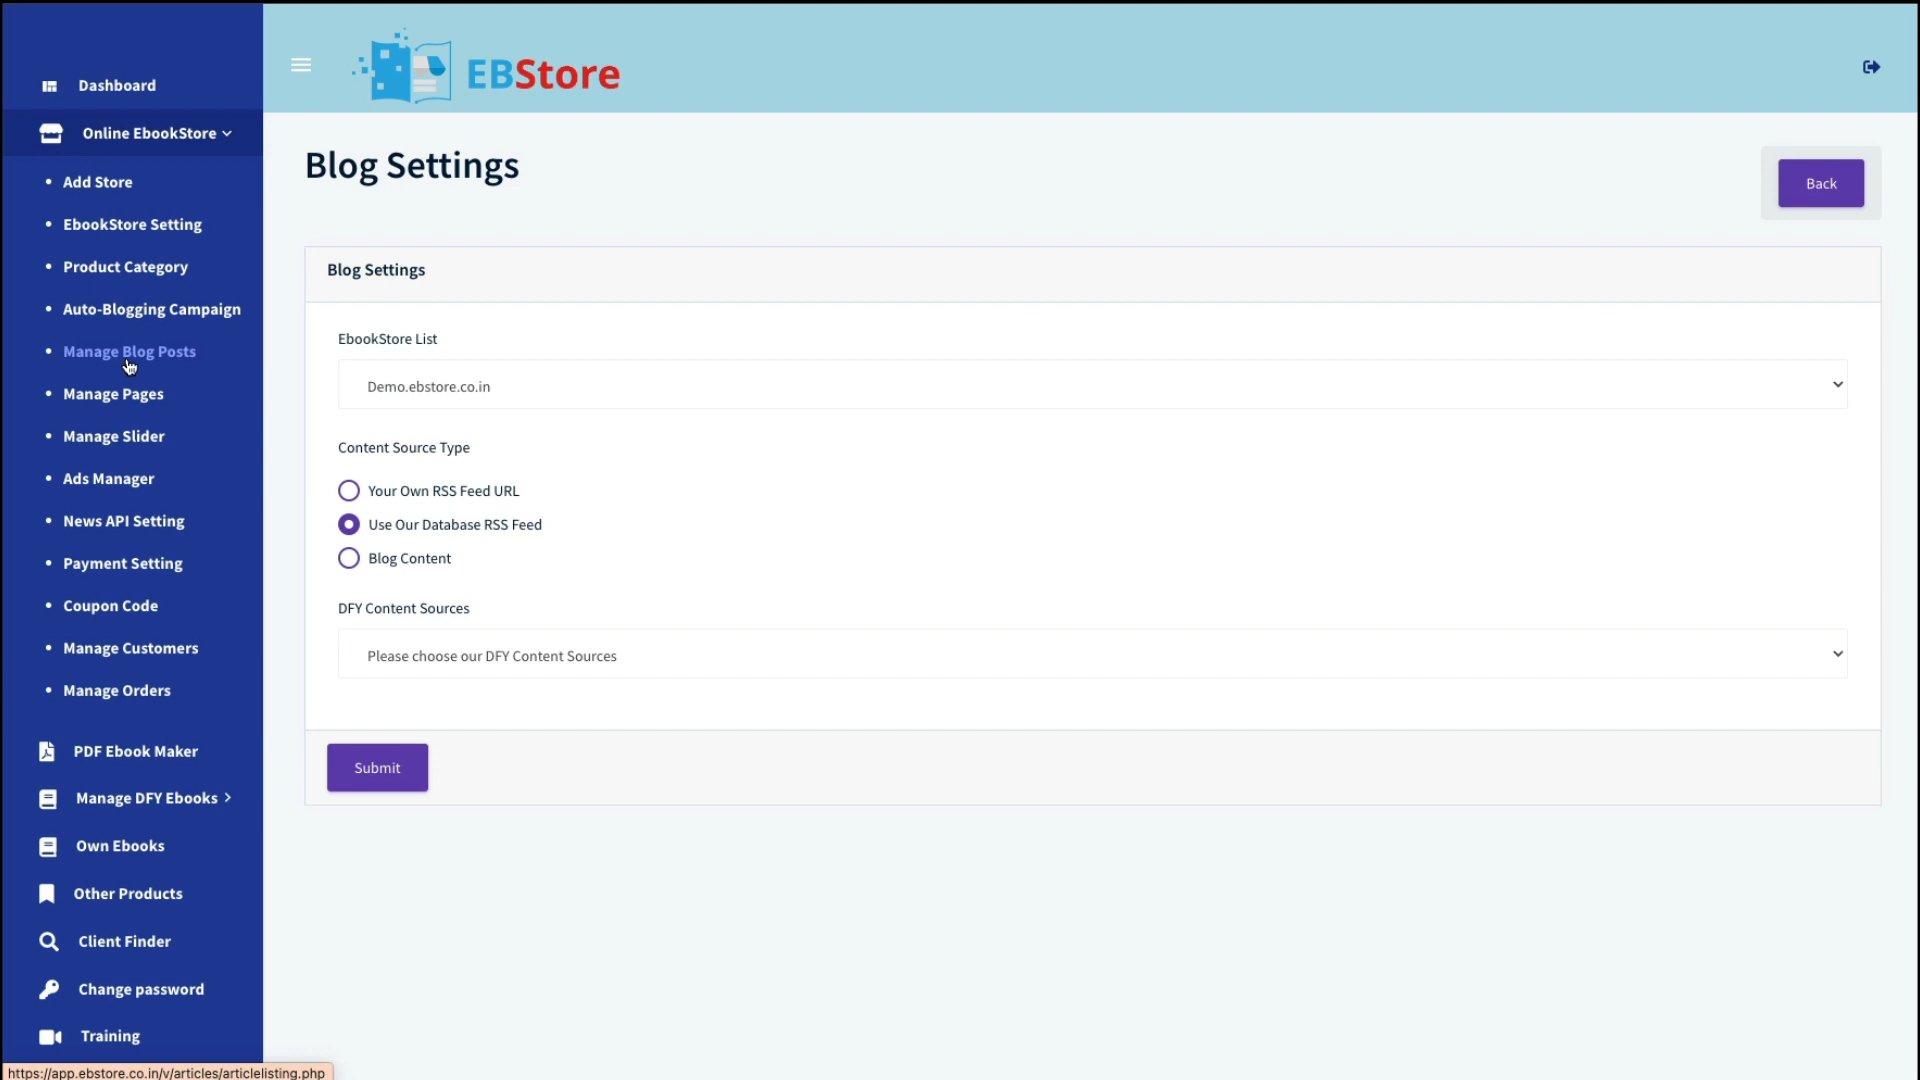 Dashboard
Online EbookStore
Add Store
EbookStore Setting
Product Category
Auto-Blogging Campaign
Manage Blog Posts
Manage Pages
Manage Slider
Ads Manager
News API Setting
Payment Setting
Coupon Code
Manage Customers
Manage Orders
PDF Ebook Maker
Manage DFY Ebooks
Own Ebooks
Other Products
Client Finder
Change password
Training
https://app.ebstore.co.in/v/articles/articlelisting.php
EBStore
Blog Settings
Back
Blog Settings
EbookStore List
Demo.ebstore.co.in
Content Source Type
Your Own RSS Feed URL
Use Our Database RSS Feed
Blog Content
DFY Content Sources
Please choose our DFY Content Sources
Submit